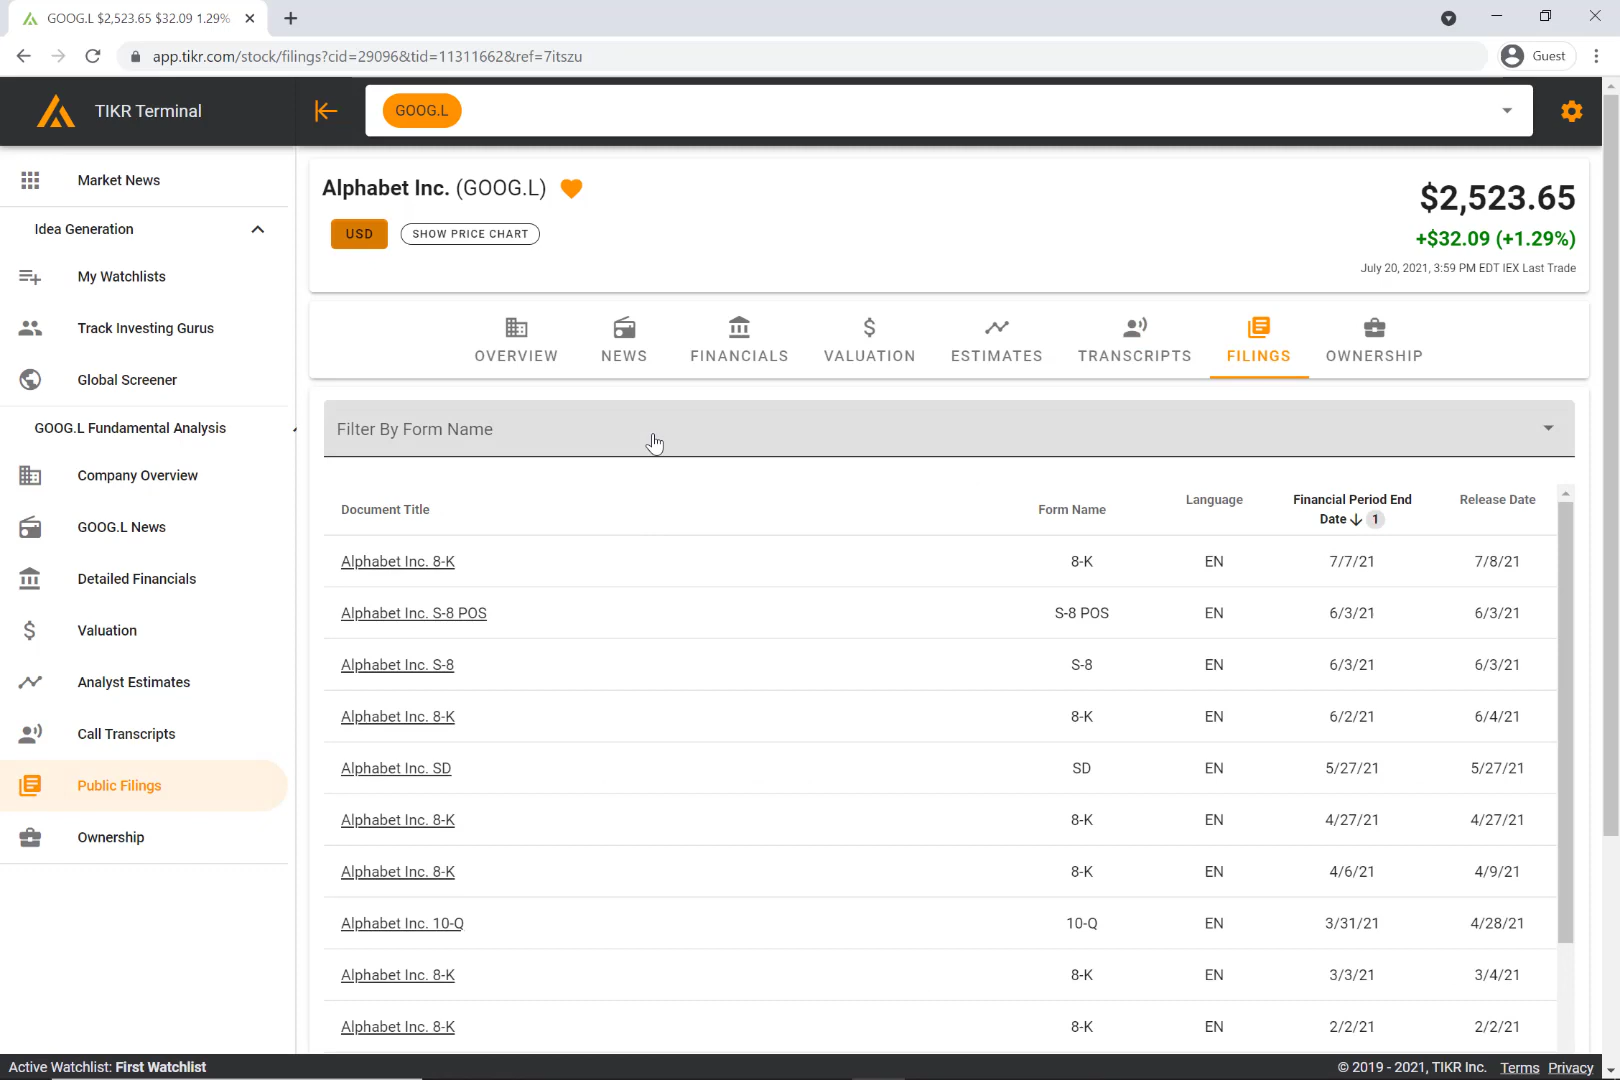 GOOG.L $2,523.65 $32.09 1.29%
app.tikr.com/stock/filings?cid=29096&tid=11311662&ref=7itszu
Guest
TIKR Terminal
GOOG.L
Market News
Idea Generation
My Watchlists
Track Investing Gurus
Global Screener
GOOG.L Fundamental Analysis
Company Overview
GOOG.L News
Detailed Financials
Valuation
Analyst Estimates
Call Transcripts
Public Filings
Ownership
Alphabet Inc. (GOOG.L)
USD
SHOW PRICE CHART
$2,523.65
+$32.09 (+1.29%)
July 20, 2021, 3:59 PM EDT IEX Last Trade
OVERVIEW NEWS FINANCIALS VALUATION ESTIMATES TRANSCRIPTS FILINGS OWNERSHIP
Filter By Form Name
Document Title Form Name Language Financial Period End Date 1 Release Date
Alphabet Inc. 8-K 8-K EN 7/7/21 7/8/21
Alphabet Inc. S-8 POS S-8 POS EN 6/3/21 6/3/21
Alphabet Inc. S-8 S-8 EN 6/3/21 6/3/21
Alphabet Inc. 8-K 8-K EN 6/2/21 6/4/21
Alphabet Inc. SD SD EN 5/27/21 5/27/21
Alphabet Inc. 8-K 8-K EN 4/27/21 4/27/21
Alphabet Inc. 8-K 8-K EN 4/6/21 4/9/21
Alphabet Inc. 10-Q 10-Q EN 3/31/21 4/28/21
Alphabet Inc. 8-K 8-K EN 3/3/21 3/4/21
Alphabet Inc. 8-K 8-K EN 2/2/21 2/2/21
Active Watchlist: First Watchlist
© 2019 - 2021, TIKR Inc. Terms Privacy